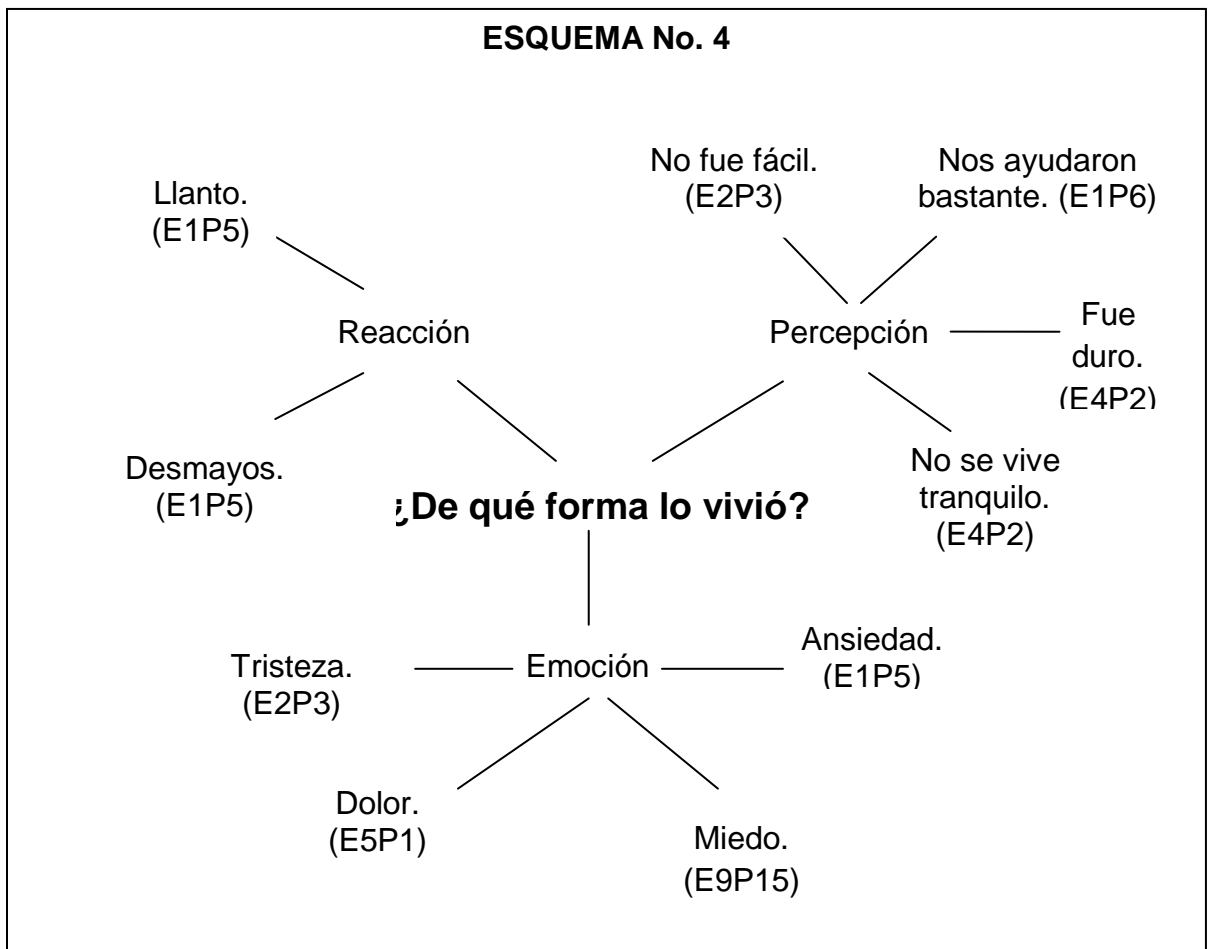 ESQUEMA No. 4
Llanto.
(E1P5)
No fue fácil.
(E2P3)
Nos ayudaron
bastante. (E1P6)
Reacción
Percepción
Fue
duro.
(E4P2)
Desmayos.
(E1P5)
No se vive
tranquilo.
(E4P2)
¿De qué forma lo vivió?
Tristeza.
(E2P3)
Emoción
Ansiedad.
(E1P5)
Dolor.
(E5P1)
Miedo.
(E9P15)